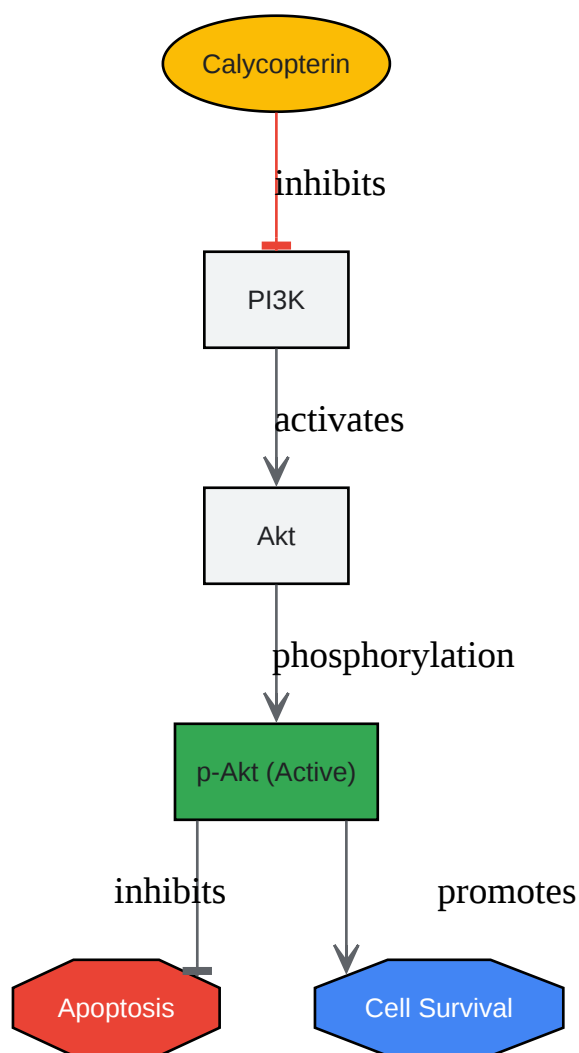 Calycopterin
inhibits
PI3K
activates
Akt
phosphorylation
p-Akt (Active)
inhibits
promotes
Apoptosis
Cell Survival